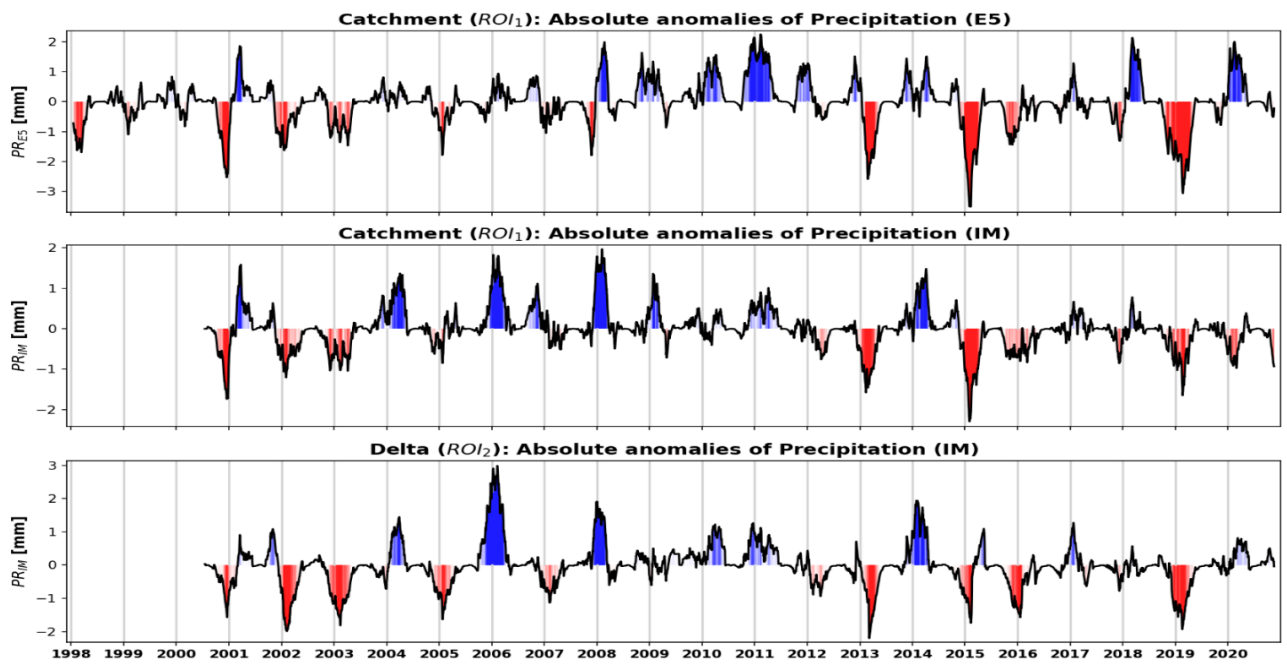 Catchment (ROI₁): Absolute anomalies of Precipitation (E5)
PR_E5 [mm]
2
1
0
−1
−2
−3
Catchment (ROI₁): Absolute anomalies of Precipitation (IM)
PR_IM [mm]
2
1
0
−1
−2
Delta (ROI₂): Absolute anomalies of Precipitation (IM)
PR_IM [mm]
3
2
1
0
−1
−2
1998 1999 2000 2001 2002 2003 2004 2005 2006 2007 2008 2009 2010 2011 2012 2013 2014 2015 2016 2017 2018 2019 2020